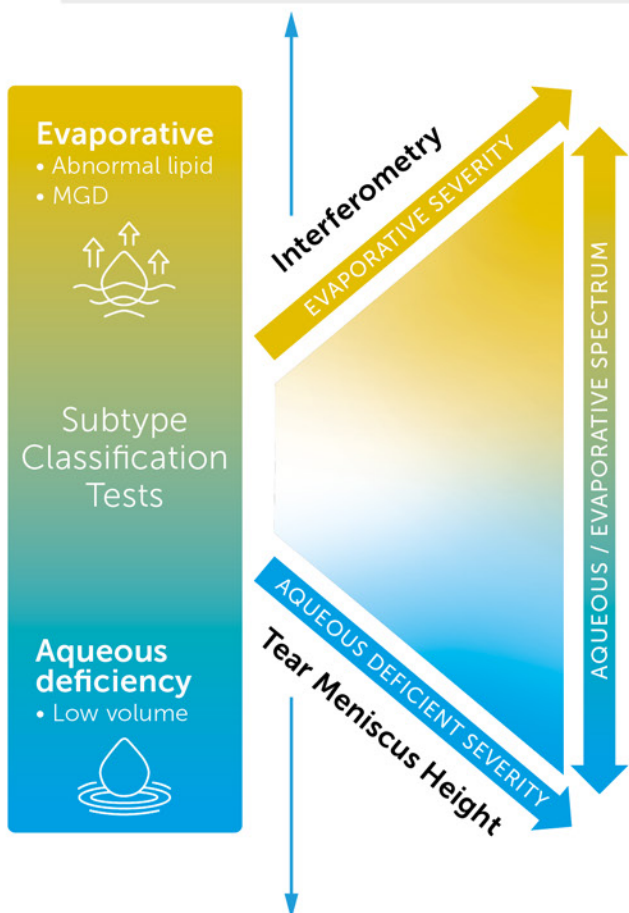 Evaporative
• Abnormal lipid
• MGD
Subtype
Classification
Tests
Aqueous
deficiency
• Low volume
Interferometry
EVAPORATIVE SEVERITY
AQUEOUS DEFICIENT SEVERITY
Tear Meniscus Height
AQUEOUS / EVAPORATIVE SPECTRUM